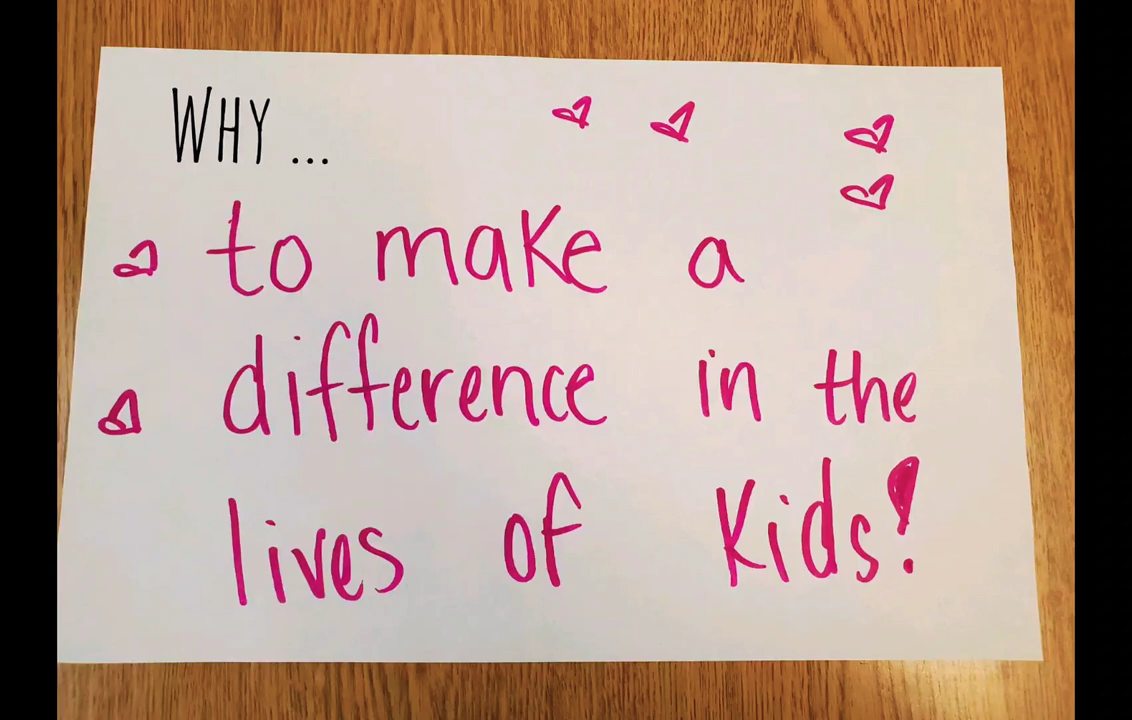 WHY ...
to make a
difference in the
lives of kids!